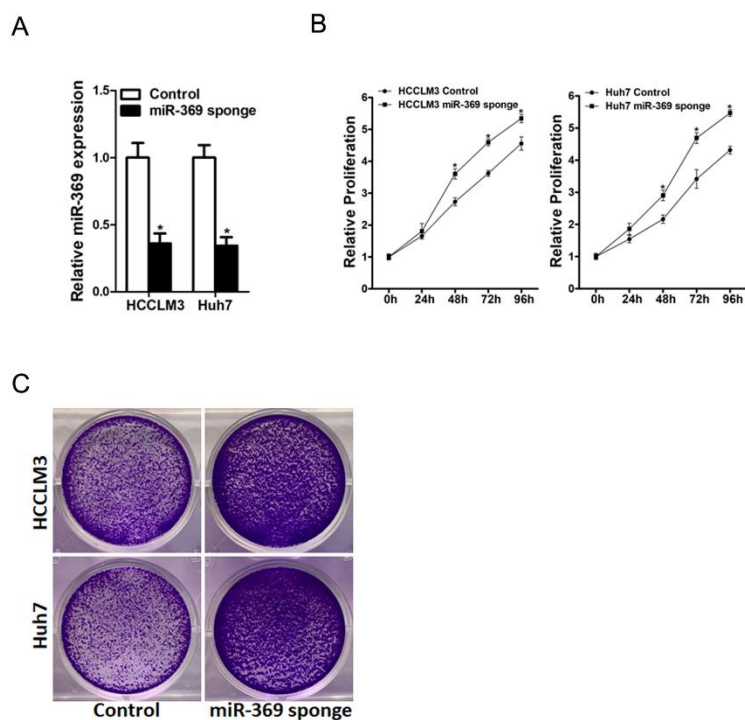 A
Control
miR-369 sponge
Relative miR-369 expression
1.5
1.0
0.5
0.0
*
*
HCCLM3
Huh7
B
HCCLM3 Control
HCCLM3 miR-369 sponge
Relative Proliferation
6
5
4
3
2
1
0
*
*
*
0h 24h 48h 72h 96h
Huh7 Control
Huh7 miR-369 sponge
Relative Proliferation
6
5
4
3
2
1
0
*
*
*
0h 24h 48h 72h 96h
C
HCCLM3
Huh7
Control
miR-369 sponge